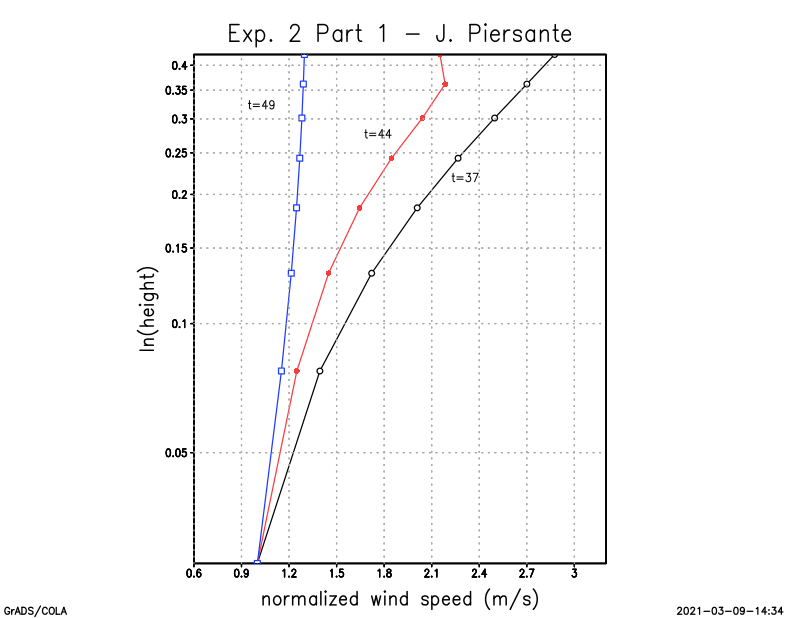 Exp. 2 Part 1 - J. Piersante
0.4
0.35
0.3
0.25
0.2
0.15
0.1
0.05
ln(height)
t=49
t=44
t=37
0.6 0.9 1.2 1.5 1.8 2.1 2.4 2.7 3
normalized wind speed (m/s)
GrADS/COLA
2021-03-09-14:34